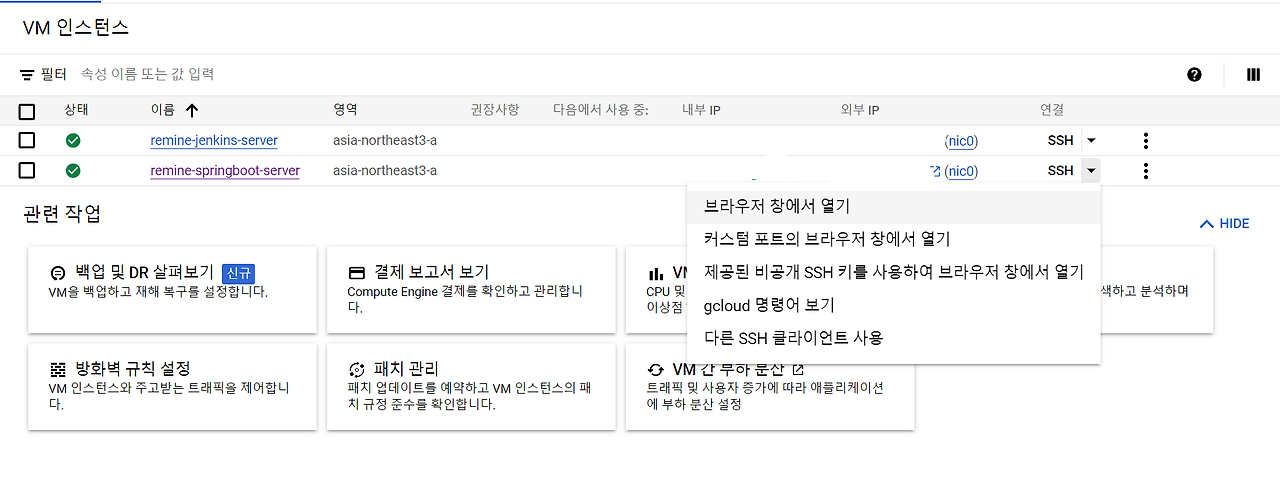 VM 인스턴스
필터 속성 이름 또는 값 입력
상태 이름 영역 권장사항 다음에서 사용 중: 내부 IP 외부 IP 연결
remine-jenkins-server asia-northeast3-a (nic0) SSH
remine-springboot-server asia-northeast3-a (nic0) SSH
브라우저 창에서 열기
커스텀 포트의 브라우저 창에서 열기
제공된 비공개 SSH 키를 사용하여 브라우저 창에서 열기
gcloud 명령어 보기
다른 SSH 클라이언트 사용
관련 작업
HIDE
백업 및 DR 살펴보기 신규
VM을 백업하고 재해 복구를 설정합니다.
결제 보고서 보기
Compute Engine 결제를 확인하고 관리합니
다.
VM
CPU 및
이상점
색하고 분석하며
방화벽 규칙 설정
VM 인스턴스와 주고받는 트래픽을 제어합니
다.
패치 관리
패치 업데이트를 예약하고 VM 인스턴스의 패
치 규정 준수를 확인합니다.
VM 간 부하 분산
트래픽 및 사용자 증가에 따라 애플리케이션
에 부하 분산 설정